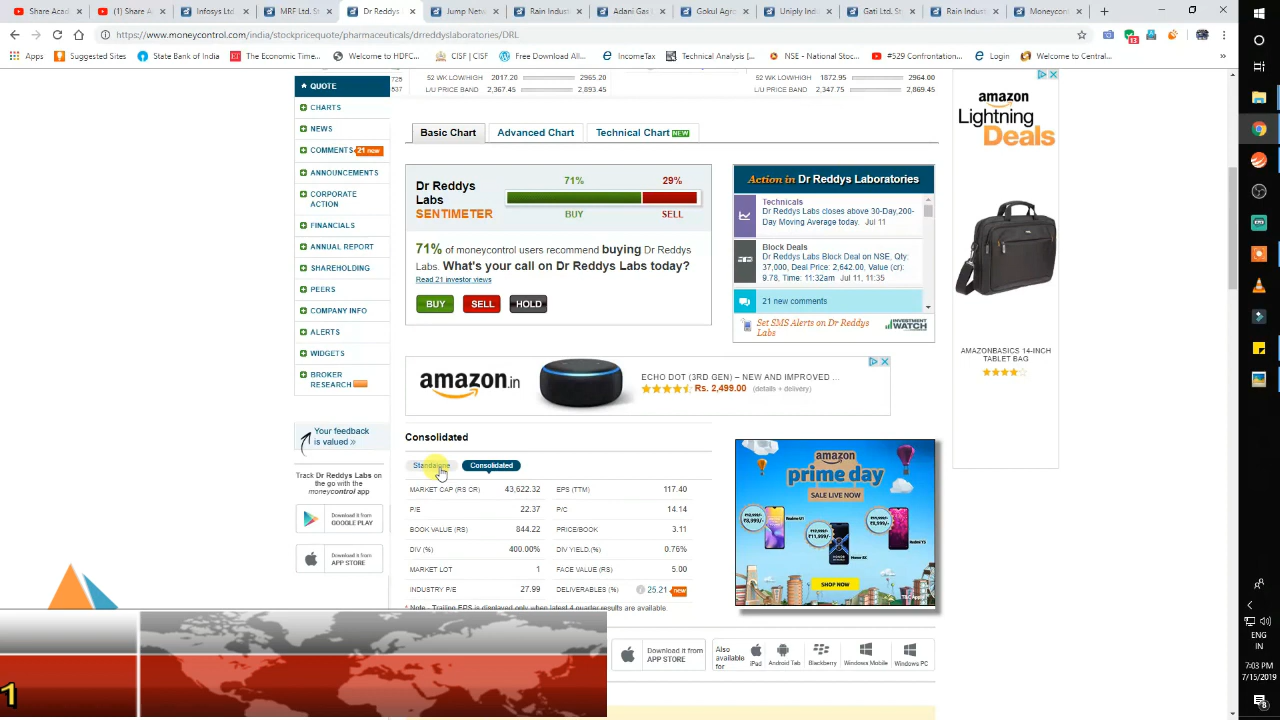 Share Ac
(1) Share A
Infosys Ltd.
MRF Ltd. St
Dr Reddys
Igarashi
Stop Netw
Rain Indus
Adani Gas
Gokul Agr
Uniply Ind
Gati Ltd. St
Rain Indus
Moneycon
https://www.moneycontrol.com/india/stockpricequote/pharmaceuticals/drreddyslaboratories/DRL
Apps
Suggested Sites
State Bank of India
The Economic Times
Welcome to HDFC...
CISF | CISF
Free Download...
IncomeTax
Technical Analysis [...
NSE - National Stoc...
#529 Confrontatio...
Login
Welcome to Central...
»
52 WK LOW/HIGH 2017.20 2965.20
52 WK LOW/HIGH 1872.95 2964.00
L/U PRICE BAND 2,367.45 2,893.45
L/U PRICE BAND 2,347.75 2,869.45
QUOTE
CHARTS
NEWS
COMMENTS 21 new
ANNOUNCEMENTS
CORPORATE
ACTION
FINANCIALS
ANNUAL REPORT
SHAREHOLDING
PEERS
COMPANY INFO
ALERTS
WIDGETS
BROKER
RESEARCH
Your feedback
is valued »
Track Dr Reddys Labs on
the go with the
moneycontrol app
Download it from
GOOGLE PLAY
Download it from
APP STORE
Basic Chart
Advanced Chart
Technical Chart NEW
Dr Reddys
Labs
SENTIMETER
71% 29%
BUY SELL
71% of moneycontrol users recommend buying Dr Reddys
Labs. What's your call on Dr Reddys Labs today?
Read 21 investor views
BUY SELL HOLD
Action in Dr Reddys Laboratories
Technicals
Dr Reddys Labs closes above 30-Day,200-
Day Moving Average today. Jul 11
Block Deals
Dr Reddys Labs Block Deal on NSE, Qty:
37,000, Deal Price: 2,642.00, Value (cr):
9.78, Time: 11:32am Jul 11, 11:35
21 new comments
Set SMS Alerts on Dr Reddys
Labs
INVESTMENT
WATCH
amazon.in
ECHO DOT (3RD GEN) – NEW AND IMPROVED ...
Rs. 2,499.00 (details + delivery)
Consolidated
Standalone Consolidated
MARKET CAP (RS CR) 43,622.32 EPS (TTM) 117.40
P/E 22.37 P/C 14.14
BOOK VALUE (RS) 844.22 PRICE/BOOK 3.11
DIV (%) 400.00% DIV YIELD.(%) 0.76%
MARKET LOT 1 FACE VALUE (RS) 5.00
INDUSTRY P/E 27.99 DELIVERABLES (%) 25.21 new
* Note - Trailing EPS is displayed only when latest 4 quarter results are available.
amazon
prime day
SALE LIVE NOW
SHOP NOW
T&C Apply
Download it from
APP STORE
Also
available
for
iPad
Android Tab
Blackberry
Windows Mobile
Windows PC
amazon
Lightning
Deals
AMAZONBASICS 14-INCH
TABLET BAG
1
ENG
IN
7:03 PM
7/15/2019